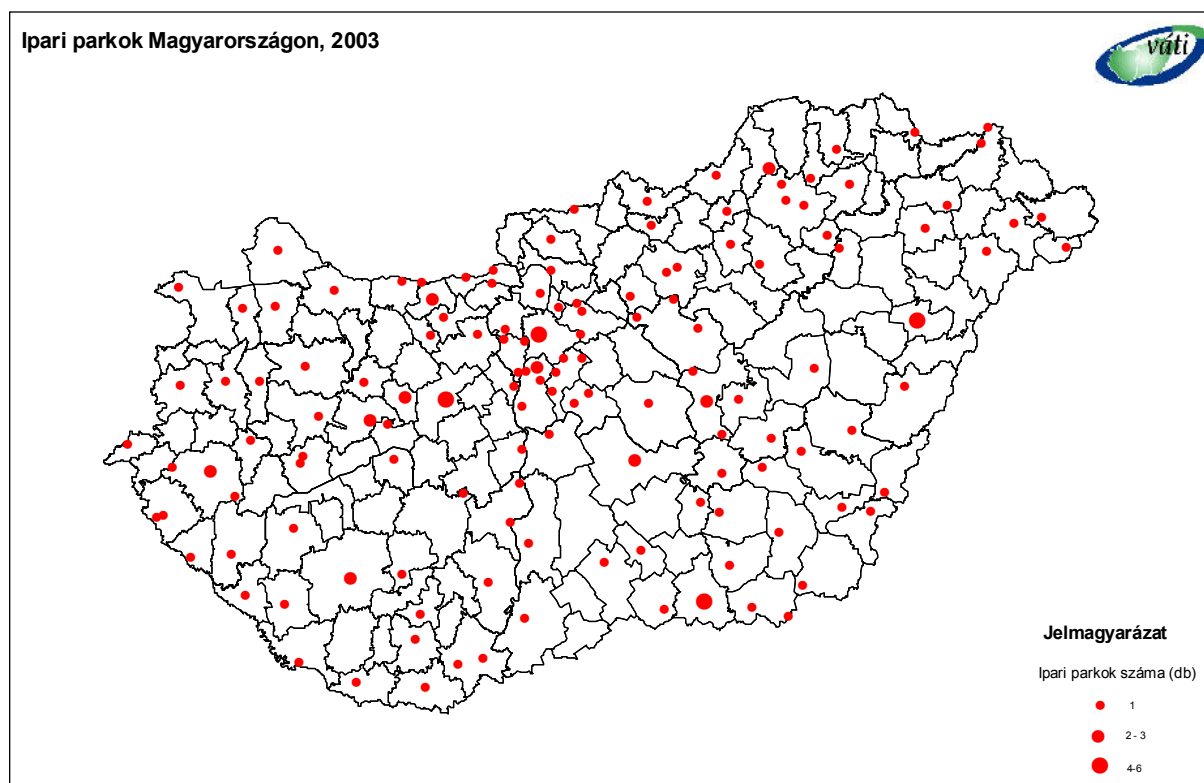 Ipari parkok Magyarországon, 2003
váti
Jelmagyarázat
Ipari parkok száma (db)
1
2 - 3
4-6